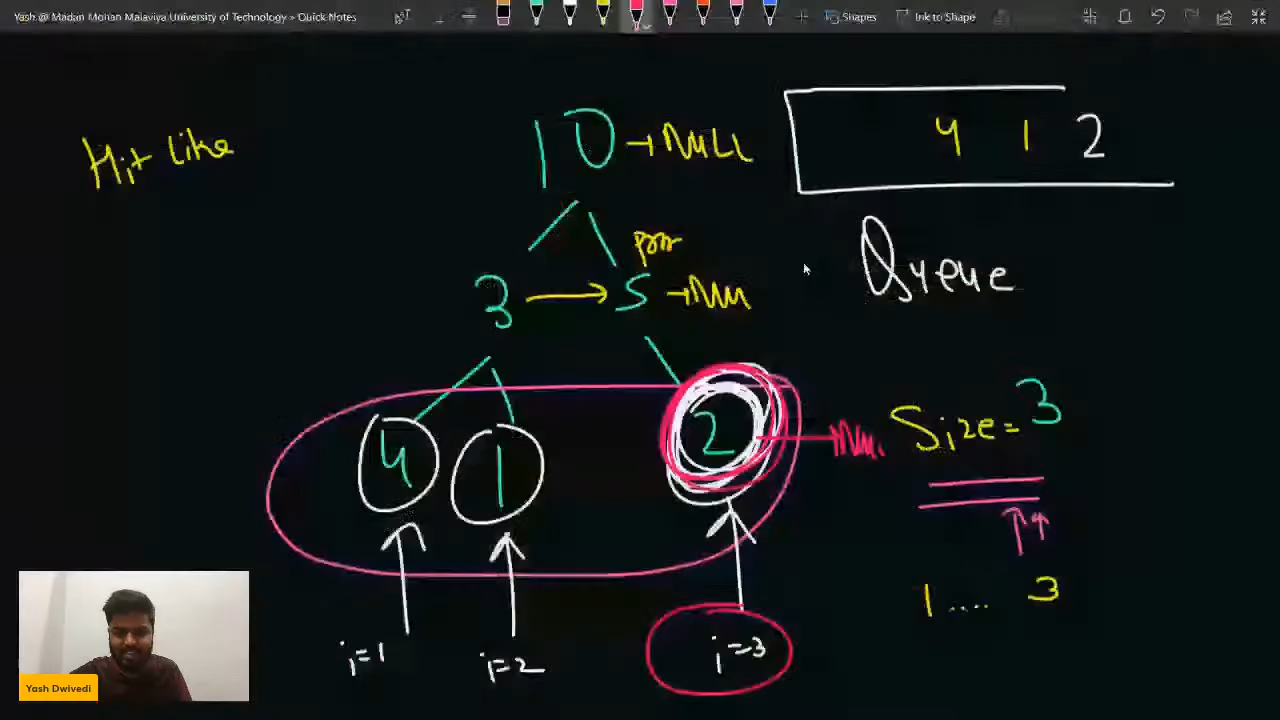 Yash @ Madan Mohan Malaviya University of Technology » Quick Notes
Shapes
Ink to Shape
Hit like
10 → NULL
4 1 2
Queue
prev
3 → 5 → Null
4 1 2 Null
Size = 3
1 .... 3
i=1
i=2
i=3
Yash Dwivedi